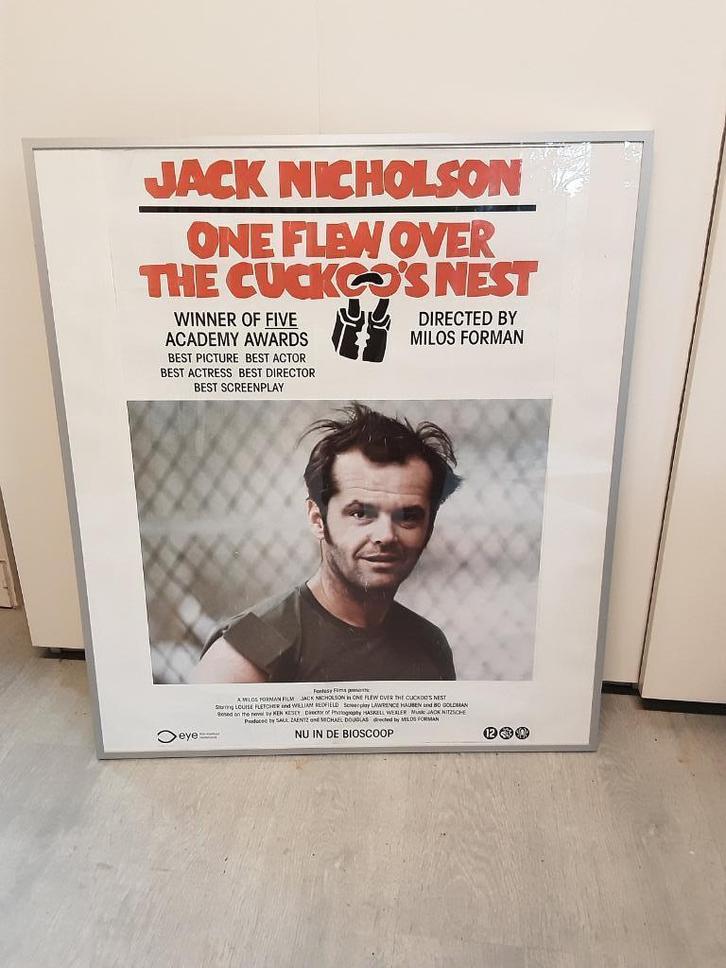 JACK NICHOLSON
ONE FLEW OVER
THE CUCKOO'S NEST
WINNER OF FIVE
ACADEMY AWARDS
BEST PICTURE BEST ACTOR
BEST ACTRESS BEST DIRECTOR
BEST SCREENPLAY
DIRECTED BY
MILOS FORMAN
Fantasy Films presents
A MILOS FORMAN FILM JACK NICHOLSON in ONE FLEW OVER THE CUCKOO'S NEST
Starring LOUISE FLETCHER and WILLIAM REDFIELD Screenplay LAWRENCE HAUBEN and BO GOLDMAN
Based on the novel by KEN KESEY Director of Photography HASKELL WEXLER Music JACK NITZSCHE
Produced by SAUL ZAENTZ and MICHAEL DOUGLAS directed by MILOS FORMAN
eye
NU IN DE BIOSCOOP
12